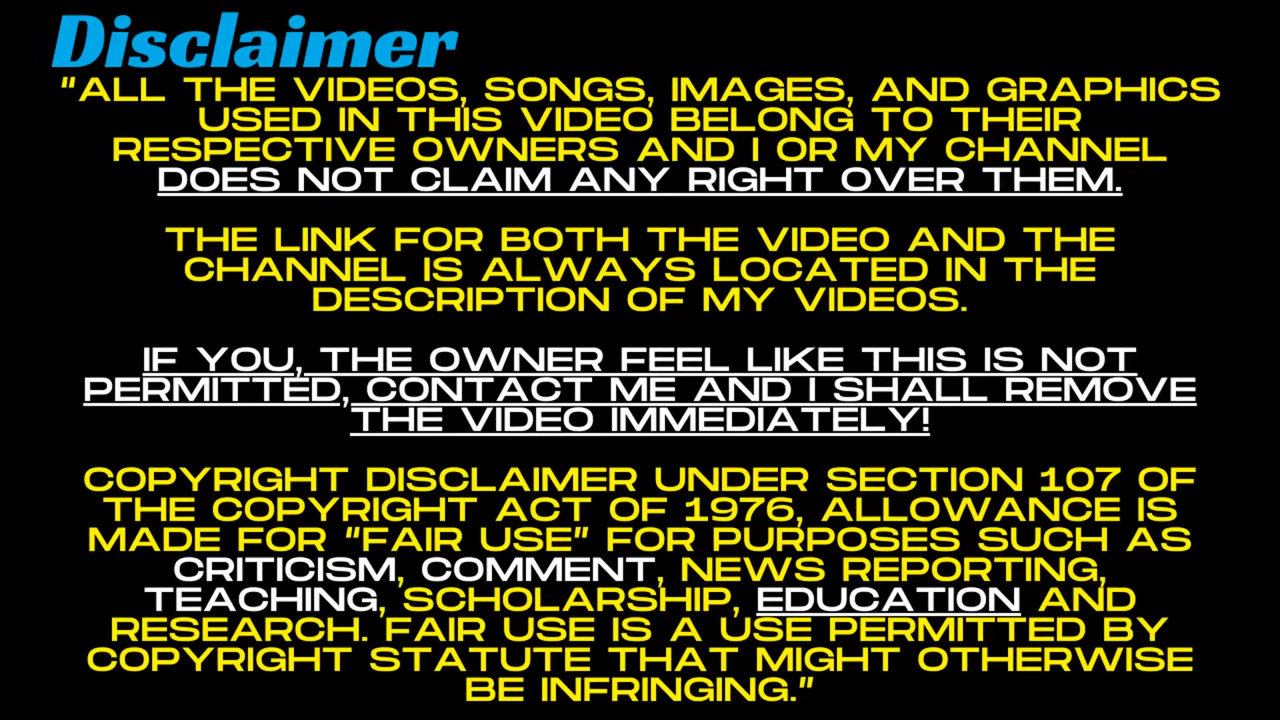 Disclaimer
"ALL THE VIDEOS, SONGS, IMAGES, AND GRAPHICS
USED IN THIS VIDEO BELONG TO THEIR
RESPECTIVE OWNERS AND I OR MY CHANNEL
DOES NOT CLAIM ANY RIGHT OVER THEM.
THE LINK FOR BOTH THE VIDEO AND THE
CHANNEL IS ALWAYS LOCATED IN THE
DESCRIPTION OF MY VIDEOS.
IF YOU, THE OWNER FEEL LIKE THIS IS NOT
PERMITTED, CONTACT ME AND I SHALL REMOVE
THE VIDEO IMMEDIATELY!
COPYRIGHT DISCLAIMER UNDER SECTION 107 OF
THE COPYRIGHT ACT OF 1976, ALLOWANCE IS
MADE FOR "FAIR USE" FOR PURPOSES SUCH AS
CRITICISM, COMMENT, NEWS REPORTING,
TEACHING, SCHOLARSHIP, EDUCATION AND
RESEARCH. FAIR USE IS A USE PERMITTED BY
COPYRIGHT STATUTE THAT MIGHT OTHERWISE
BE INFRINGING."